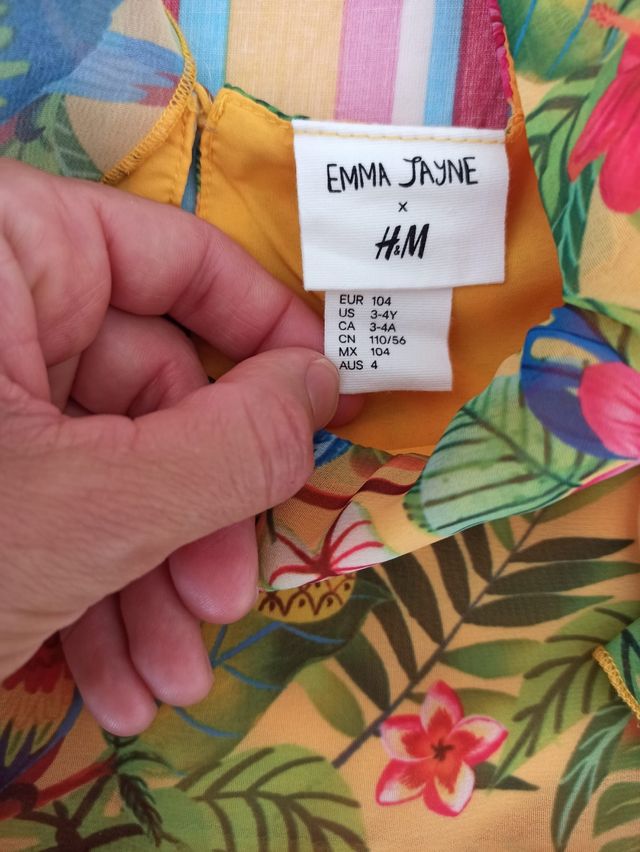 EMMA JAYNE
x
H&M
EUR 104
US 3-4Y
CA 3-4A
CN 110/56
MX 104
AUS 4